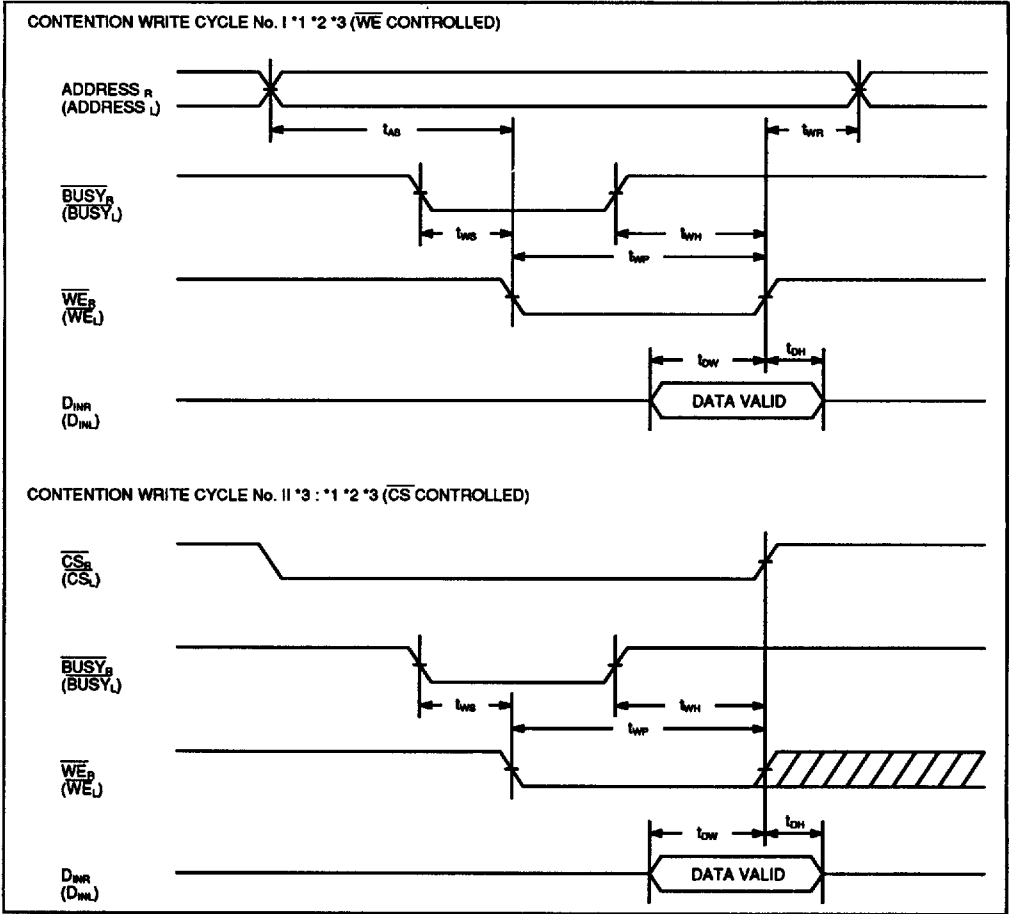 CONTENTION WRITE CYCLE No. I *1 *2 *3 (WE CONTROLLED)
ADDRESS R
(ADDRESS L)
tAS
tWR
BUSYR
(BUSYL)
tWS
tWH
tWP
WER
(WEL)
tDW
tDH
DINR
(DINL)
DATA VALID
CONTENTION WRITE CYCLE No. II *3 : *1 *2 *3 (CS CONTROLLED)
CSR
(CSL)
BUSYR
(BUSYL)
tWS
tWH
tWP
WER
(WEL)
tDW
tDH
DINR
(DINL)
DATA VALID